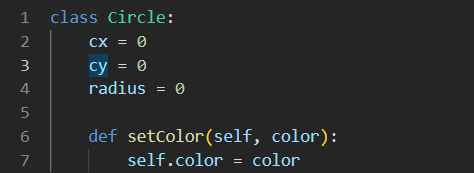 1 class Circle:
2     cx = 0
3     cy = 0
4     radius = 0
5
6     def setColor(self, color):
7         self.color = color